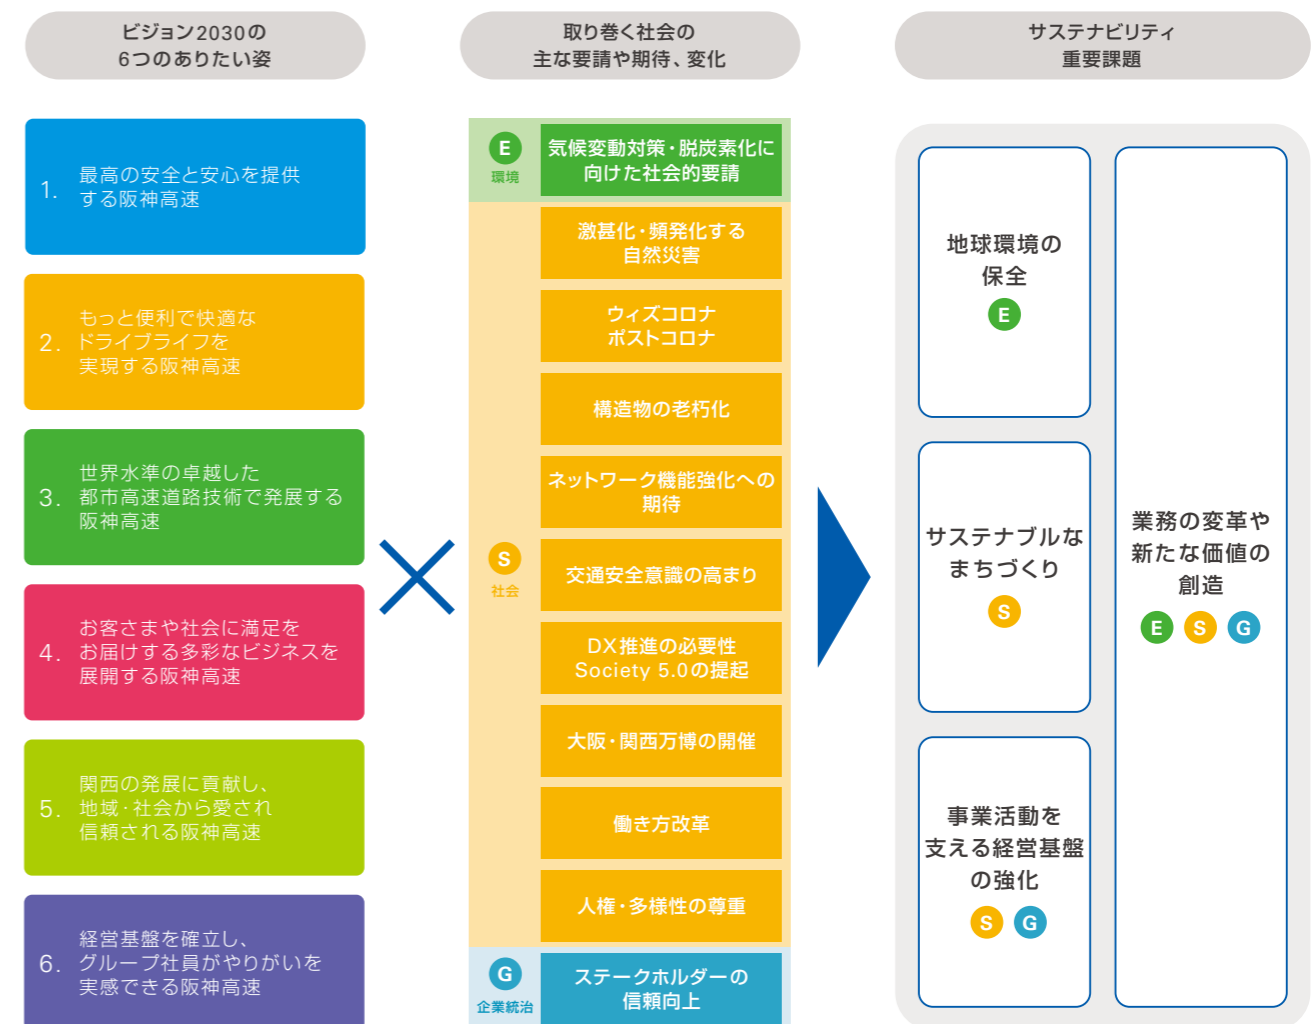 ビジョン2030の
6つのありたい姿
取り巻く社会の
主な要請や期待、変化
サステナビリティ
重要課題
1. 最高の安全と安心を提供
する阪神高速
もっと便利で快適な
2. ドライブライフを
実現する阪神高速
世界水準の卓越した
3. 都市高速道路技術で発展する
阪神高速
お客さまや社会に満足を
4. お届けする多彩なビジネスを
展開する阪神高速
関西の発展に貢献し、
5. 地域・社会から愛され
信頼される阪神高速
経営基盤を確立し、
6. グループ社員がやりがいを
実感できる阪神高速
E
環境
気候変動対策・脱炭素化に
向けた社会的要請
S
社会
激甚化・頻発化する
自然災害
ウィズコロナ
ポストコロナ
構造物の老朽化
ネットワーク機能強化への
期待
交通安全意識の高まり
DX推進の必要性
Society 5.0の提起
大阪・関西万博の開催
働き方改革
人権・多様性の尊重
G
企業統治
ステークホルダーの
信頼向上
地球環境の
保全
E
サステナブルな
まちづくり
S
事業活動を
支える経営基盤
の強化
S G
業務の変革や
新たな価値の
創造
E S G